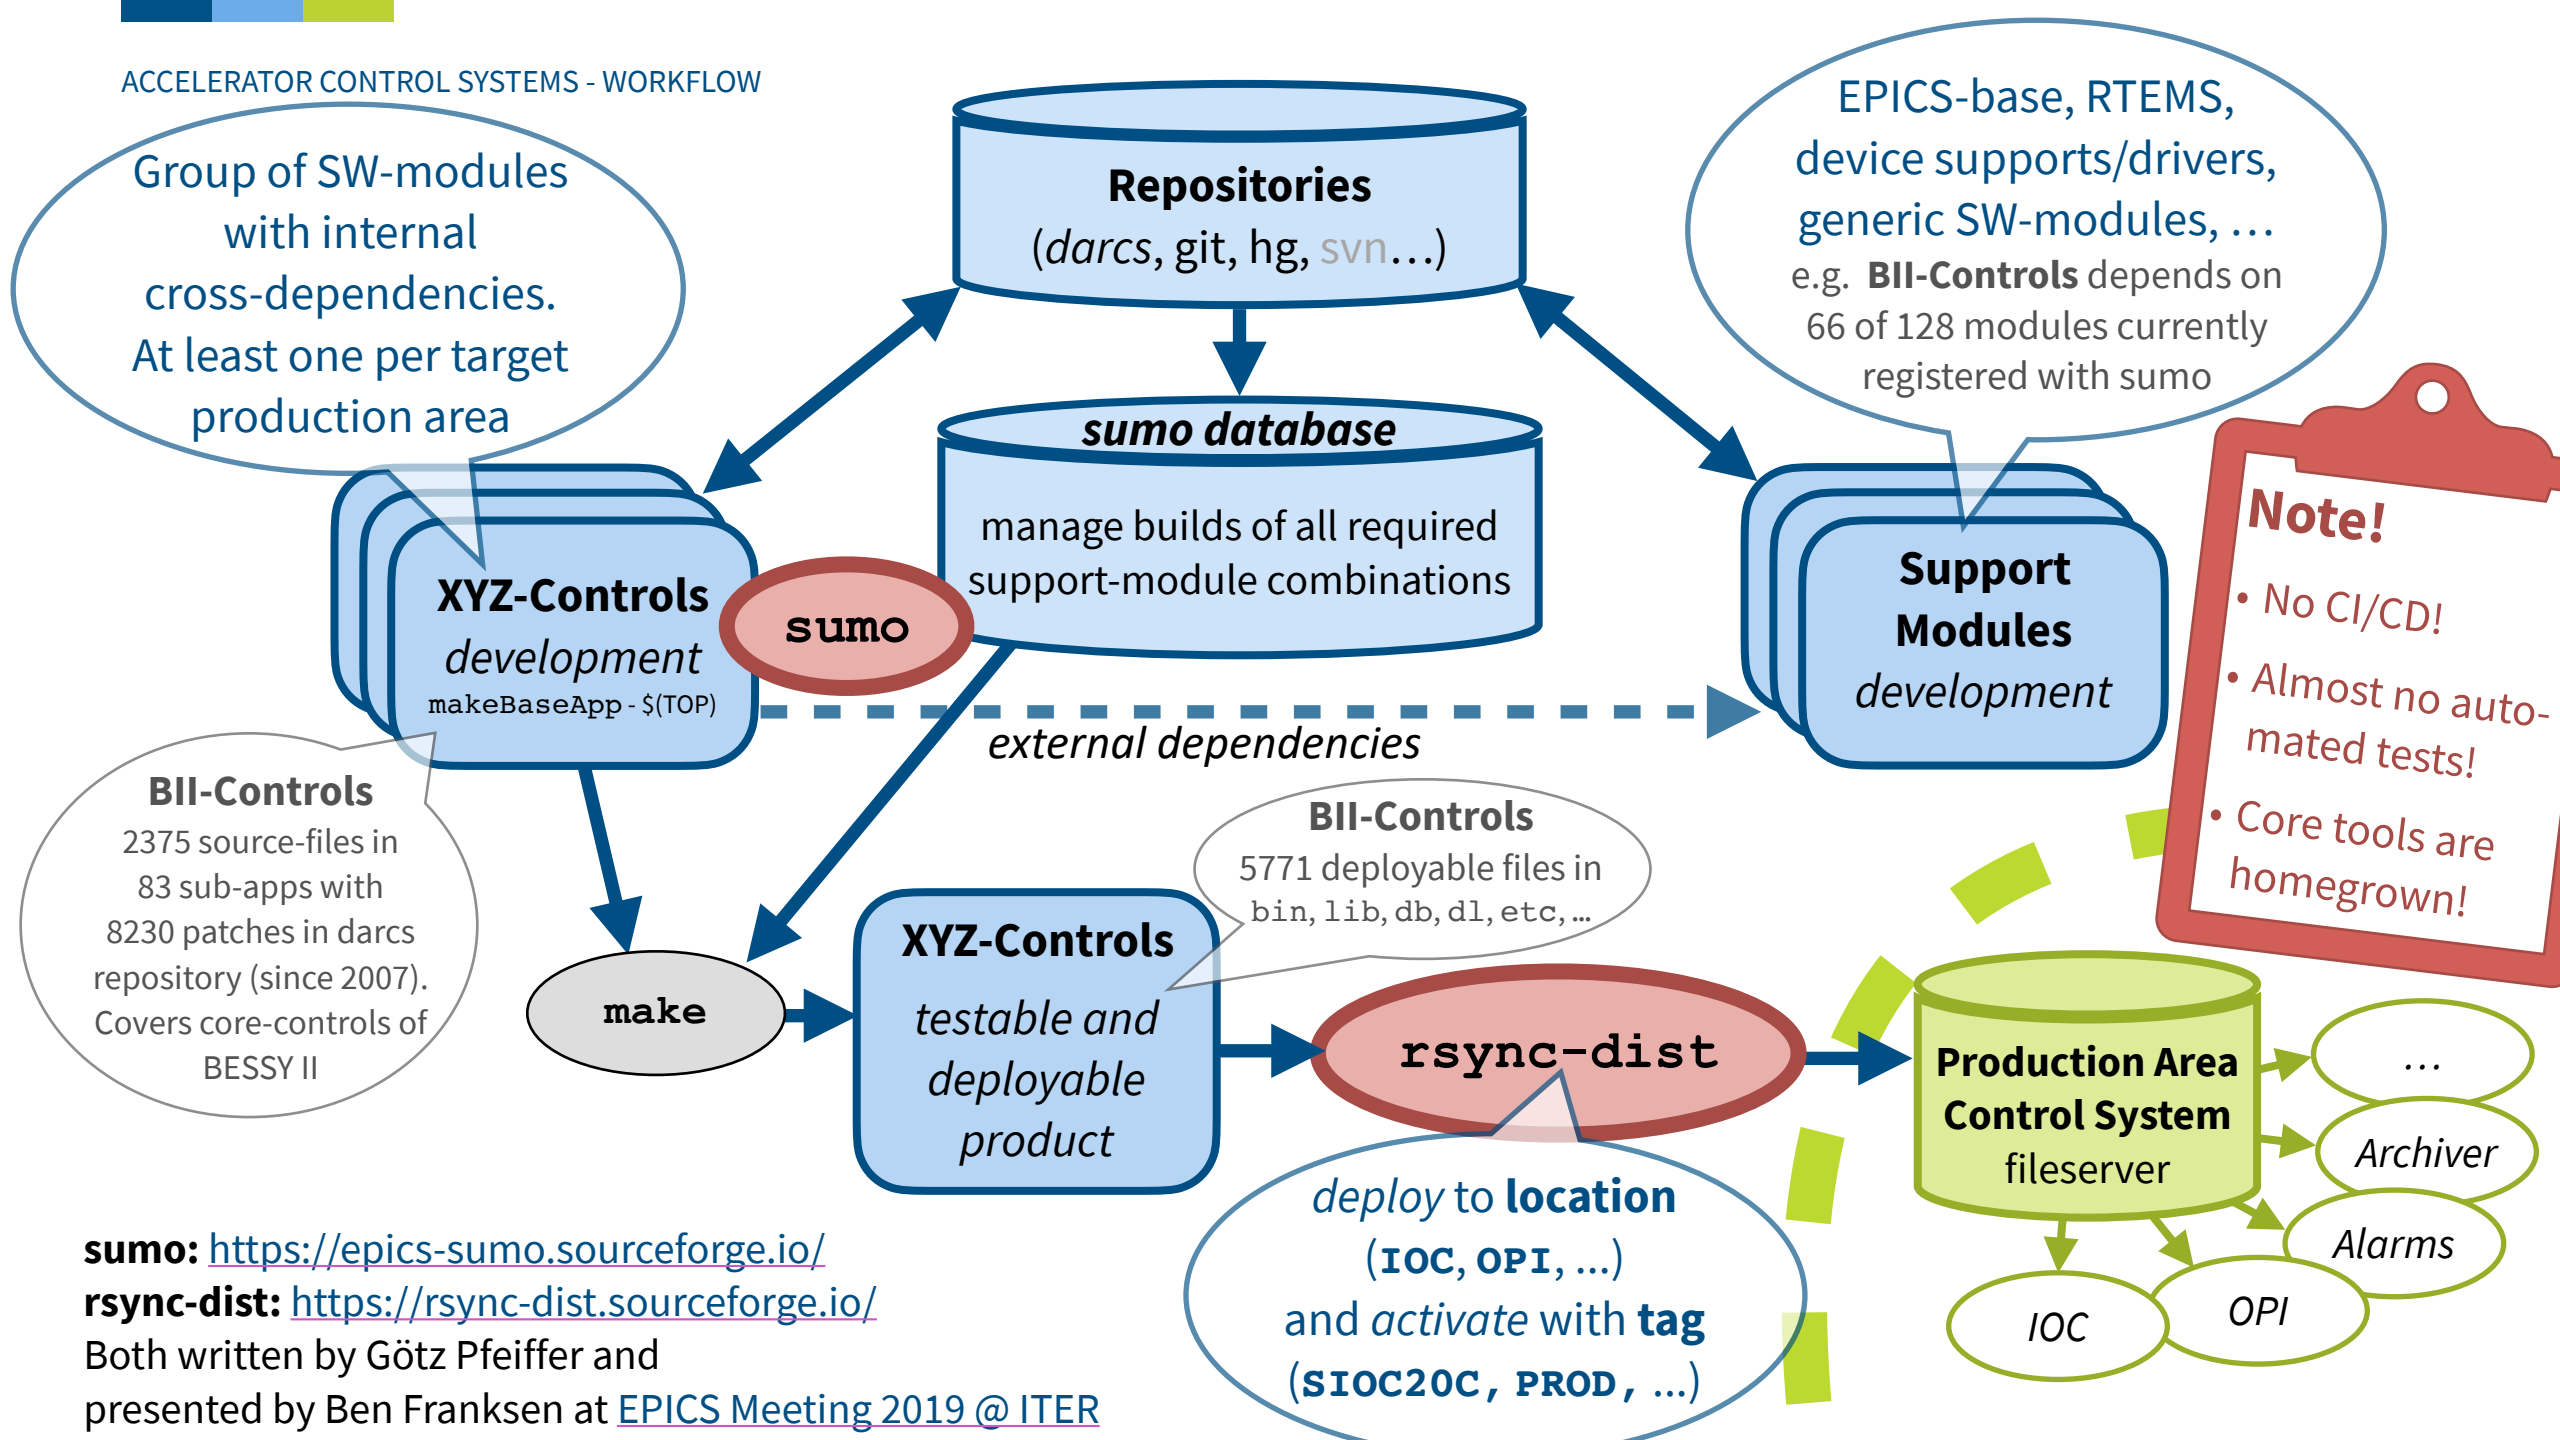 ACCELERATOR CONTROL SYSTEMS - WORKFLOW
Group of SW-modules
with internal
cross-dependencies.
At least one per target
production area
Repositories
(darcs, git, hg, svn…)
EPICS-base, RTEMS,
device supports/drivers,
generic SW-modules, …
e.g. BII-Controls depends on
66 of 128 modules currently
registered with sumo
sumo database
manage builds of all required
support-module combinations
XYZ-Controls
development
makeBaseApp - $(TOP)
sumo
Support
Modules
development
external dependencies
Note!
• No CI/CD!
• Almost no auto-
mated tests!
• Core tools are
homegrown!
BII-Controls
2375 source-files in
83 sub-apps with
8230 patches in darcs
repository (since 2007).
Covers core-controls of
BESSY II
BII-Controls
5771 deployable files in
bin, lib, db, dl, etc, …
make
XYZ-Controls
testable and
deployable
product
rsync-dist
deploy to location
(IOC, OPI, ...)
and activate with tag
(SIOC20C, PROD, ...)
Production Area
Control System
fileserver
…
Archiver
Alarms
OPI
IOC
sumo: https://epics-sumo.sourceforge.io/
rsync-dist: https://rsync-dist.sourceforge.io/
Both written by Götz Pfeiffer and
presented by Ben Franksen at EPICS Meeting 2019 @ ITER